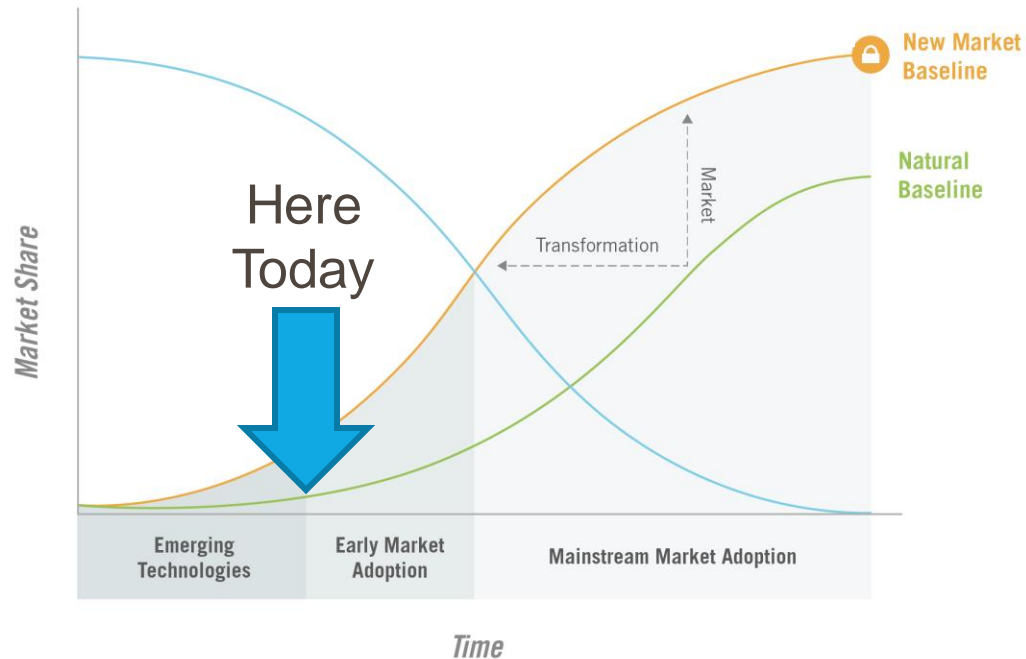 New Market
Baseline
Natural
Baseline
Here
Today
Market
Transformation
Market Share
Emerging
Technologies
Early Market
Adoption
Mainstream Market Adoption
Time